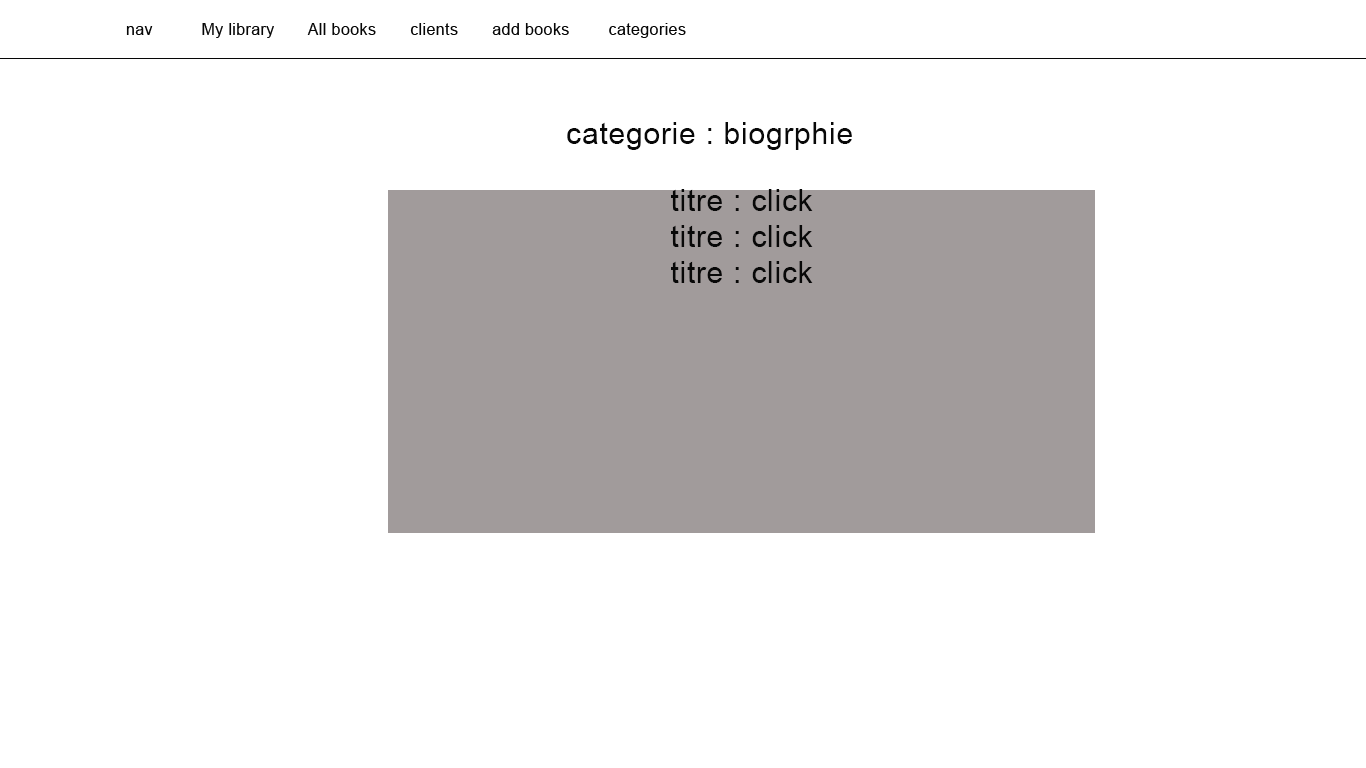 nav My library All books clients add books categories
categorie : biogrphie
titre : click
titre : click
titre : click